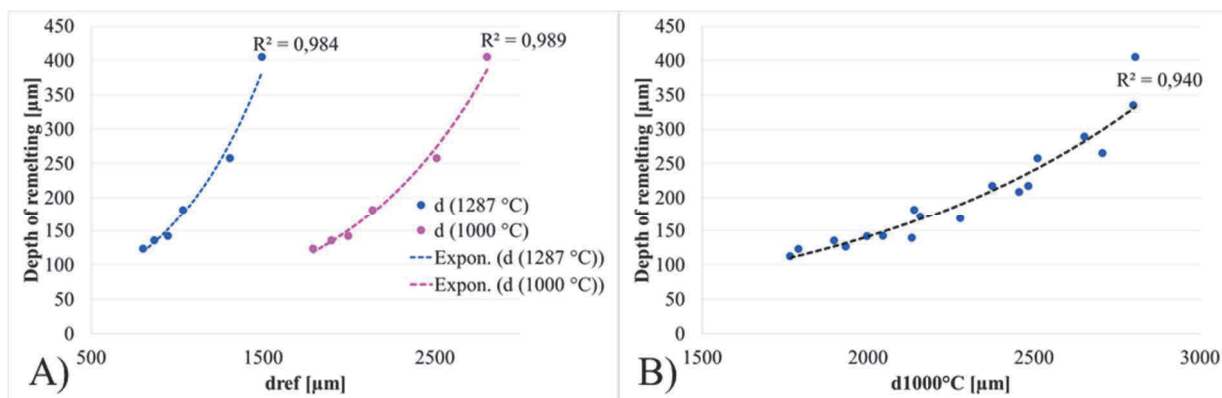 450
400
350
300
250
200
150
100
50
0
Depth of remelting [µm]
R² = 0,984
R² = 0,989
d (1287 °C)
d (1000 °C)
Expon. (d (1287 °C))
Expon. (d (1000 °C))
500
1500
2500
A)
dref [µm]
450
400
350
300
250
200
150
100
50
0
Depth of remelting [µm]
R² = 0,940
1500
2000
2500
3000
B)
d1000°C [µm]